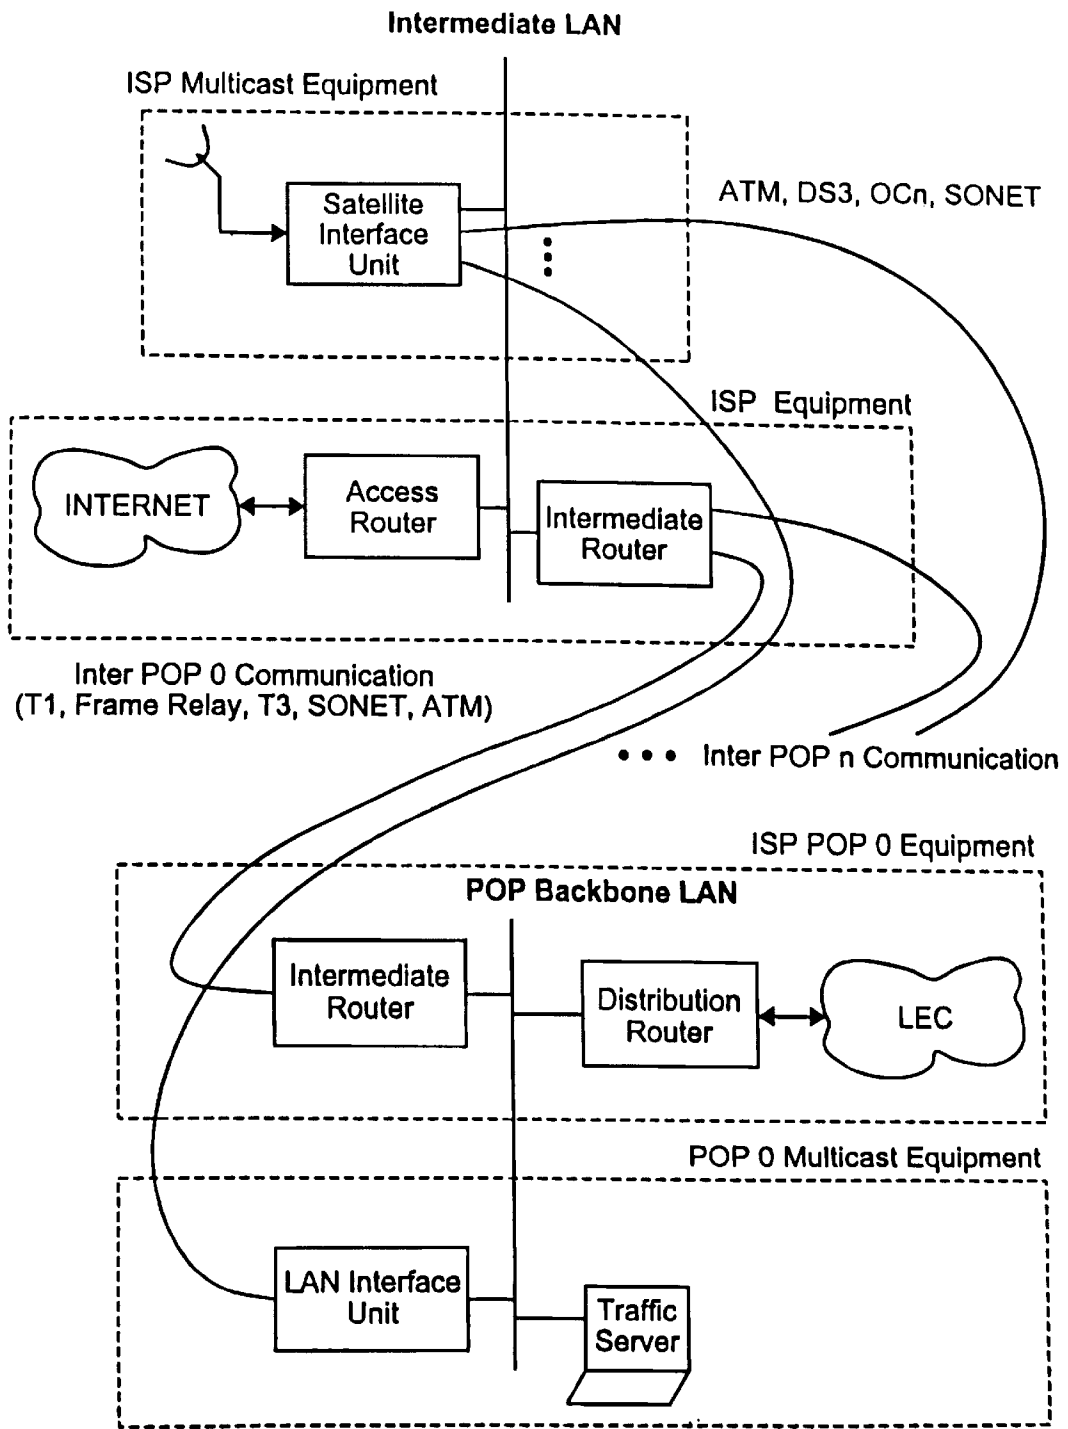 Intermediate LAN
ISP Multicast Equipment
Satellite
Interface
Unit
ATM, DS3, OCn, SONET
ISP Equipment
INTERNET
Access
Router
Intermediate
Router
Inter POP 0 Communication
(T1, Frame Relay, T3, SONET, ATM)
Inter POP n Communication
ISP POP 0 Equipment
POP Backbone LAN
Intermediate
Router
Distribution
Router
LEC
POP 0 Multicast Equipment
LAN Interface
Unit
Traffic
Server